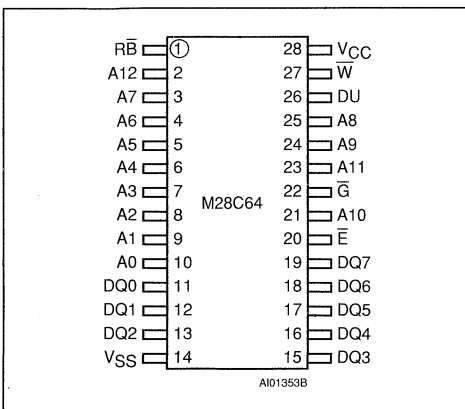 RB̅ 1 28 VCC
A12 2 27 W̅
A7 3 26 DU
A6 4 25 A8
A5 5 24 A9
A4 6 23 A11
A3 7 22 G̅
A2 8 M28C64 21 A10
A1 9 20 E̅
A0 10 19 DQ7
DQ0 11 18 DQ6
DQ1 12 17 DQ5
DQ2 13 16 DQ4
VSS 14 15 DQ3
AI01353B